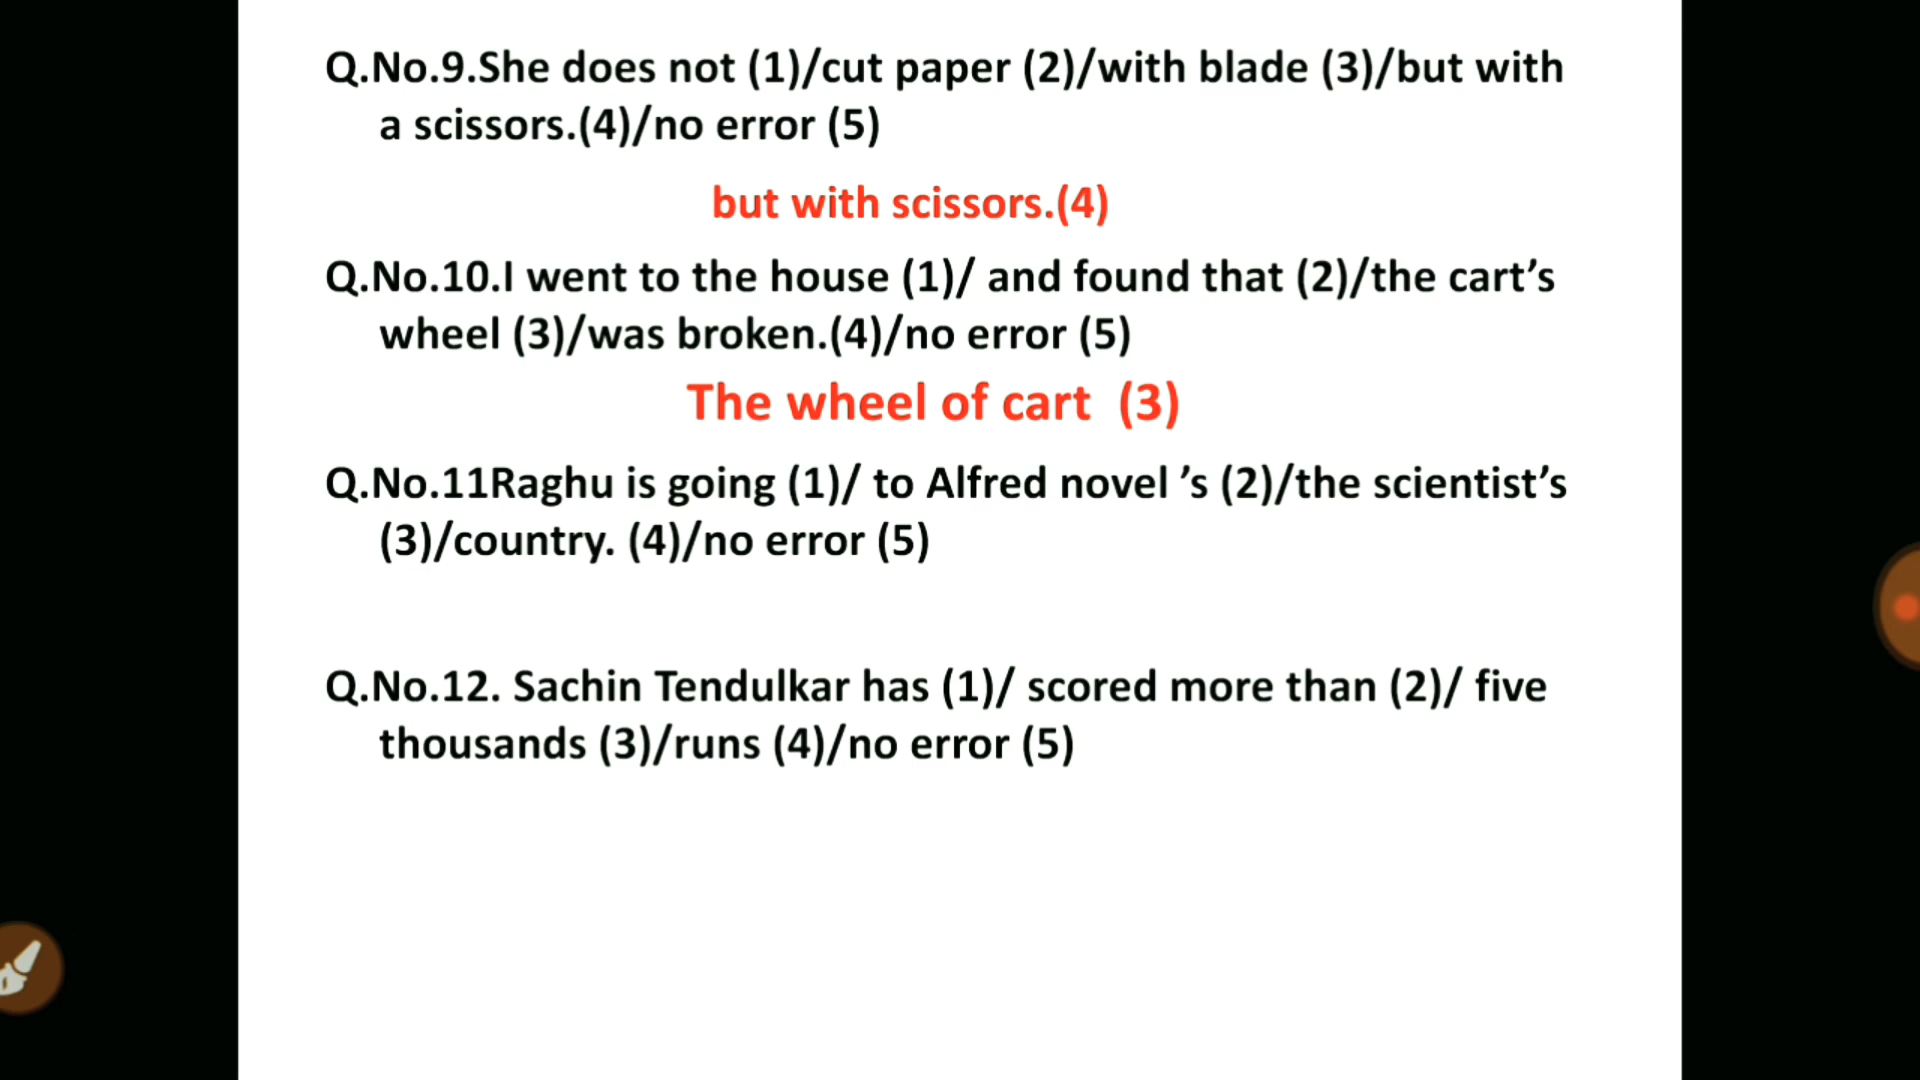 Q.No.9.She does not (1)/cut paper (2)/with blade (3)/but with
a scissors.(4)/no error (5)
but with scissors.(4)
Q.No.10.I went to the house (1)/ and found that (2)/the cart’s
wheel (3)/was broken.(4)/no error (5)
The wheel of cart (3)
Q.No.11Raghu is going (1)/ to Alfred novel ’s (2)/the scientist’s
(3)/country. (4)/no error (5)
Q.No.12. Sachin Tendulkar has (1)/ scored more than (2)/ five
thousands (3)/runs (4)/no error (5)